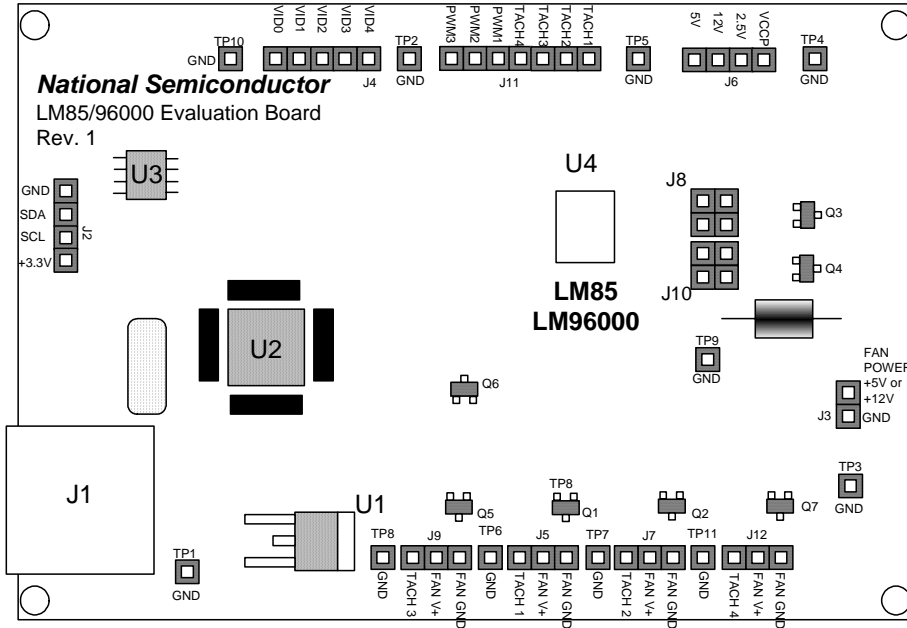 VID0
VID1
VID2
VID3
VID4
PWM3
PWM2
PWM1
TACH4
TACH3
TACH2
TACH1
5V
12V
2.5V
VCCP
TP10
GND
J4
TP2
GND
J11
TP5
GND
J6
TP4
GND
National Semiconductor
LM85/96000 Evaluation Board
Rev. 1
U3
U4
J8
Q3
GND
SDA
SCL
+3.3V
J2
Q4
J10
LM85
LM96000
U2
TP9
GND
FAN
POWER
+5V or
+12V
J3
GND
Q6
J1
U1
TP3
GND
Q5
TP8
Q1
Q2
Q7
TP1
GND
TP8
GND
J9
TACH 3
FAN V+
FAN GND
TP6
GND
J5
TACH 1
FAN V+
FAN GND
TP7
GND
J7
TACH 2
FAN V+
FAN GND
TP11
GND
J12
TACH 4
FAN V+
FAN GND